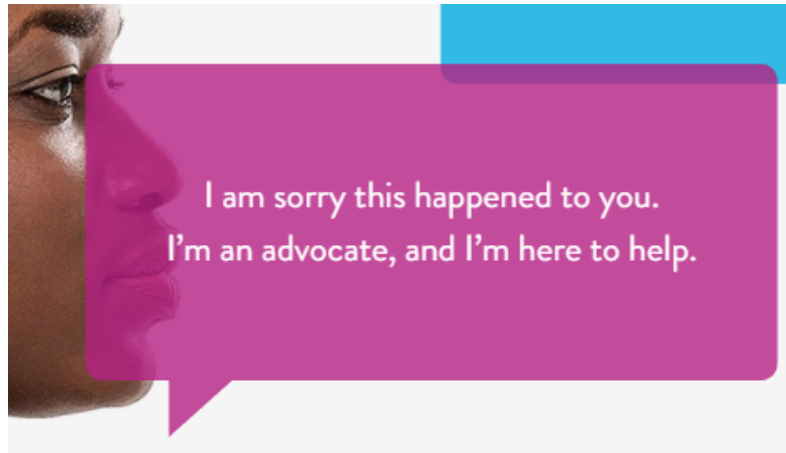 I am sorry this happened to you.
I’m an advocate, and I’m here to help.